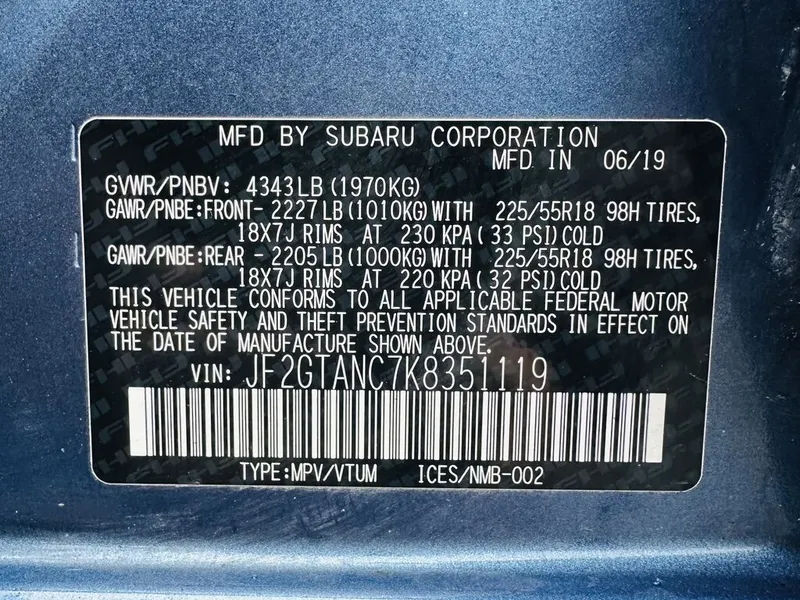 MFD BY SUBARU CORPORATION
MFD IN 06/19
GVWR/PNBV: 4343LB(1970KG)
GAWR/PNBE:FRONT- 2227LB(1010KG)WITH 225/55R18 98H TIRES,
18X7J RIMS AT 230 KPA( 33 PSI)COLD
GAWR/PNBE:REAR - 2205LB(1000KG)WITH 225/55R18 98H TIRES,
18X7J RIMS AT 220 KPA( 32 PSI)COLD
THIS VEHICLE CONFORMS TO ALL APPLICABLE FEDERAL MOTOR
VEHICLE SAFETY AND THEFT PREVENTION STANDARDS IN EFFECT ON
THE DATE OF MANUFACTURE SHOWN ABOVE.
VIN: JF2GTANC7K8351119
TYPE:MPV/VTUM ICES/NMB-002